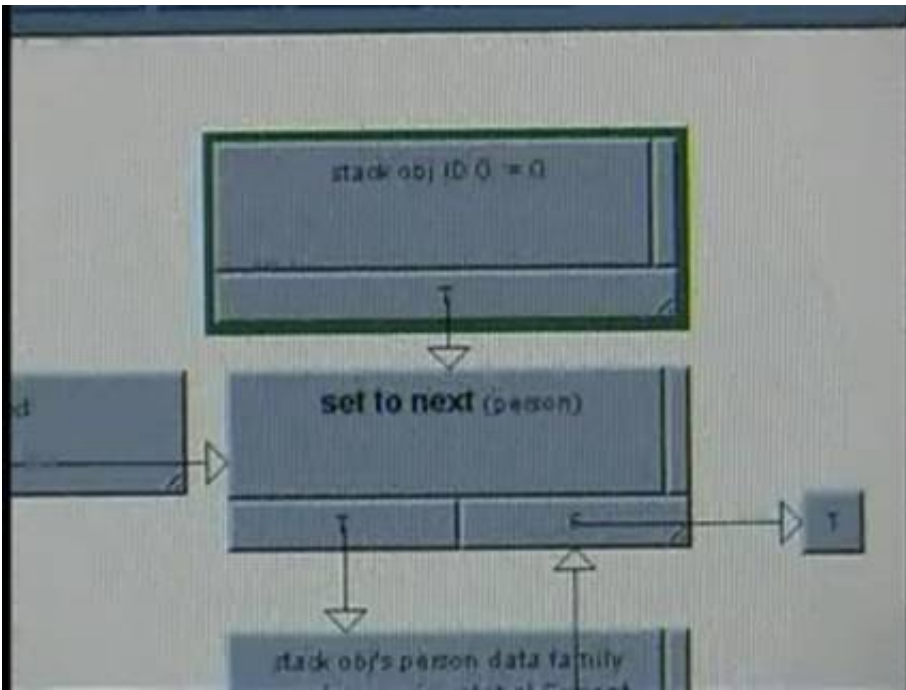 stack obj ID () := 0
T
set to next (person)
T
F
T
stack obj's person data family